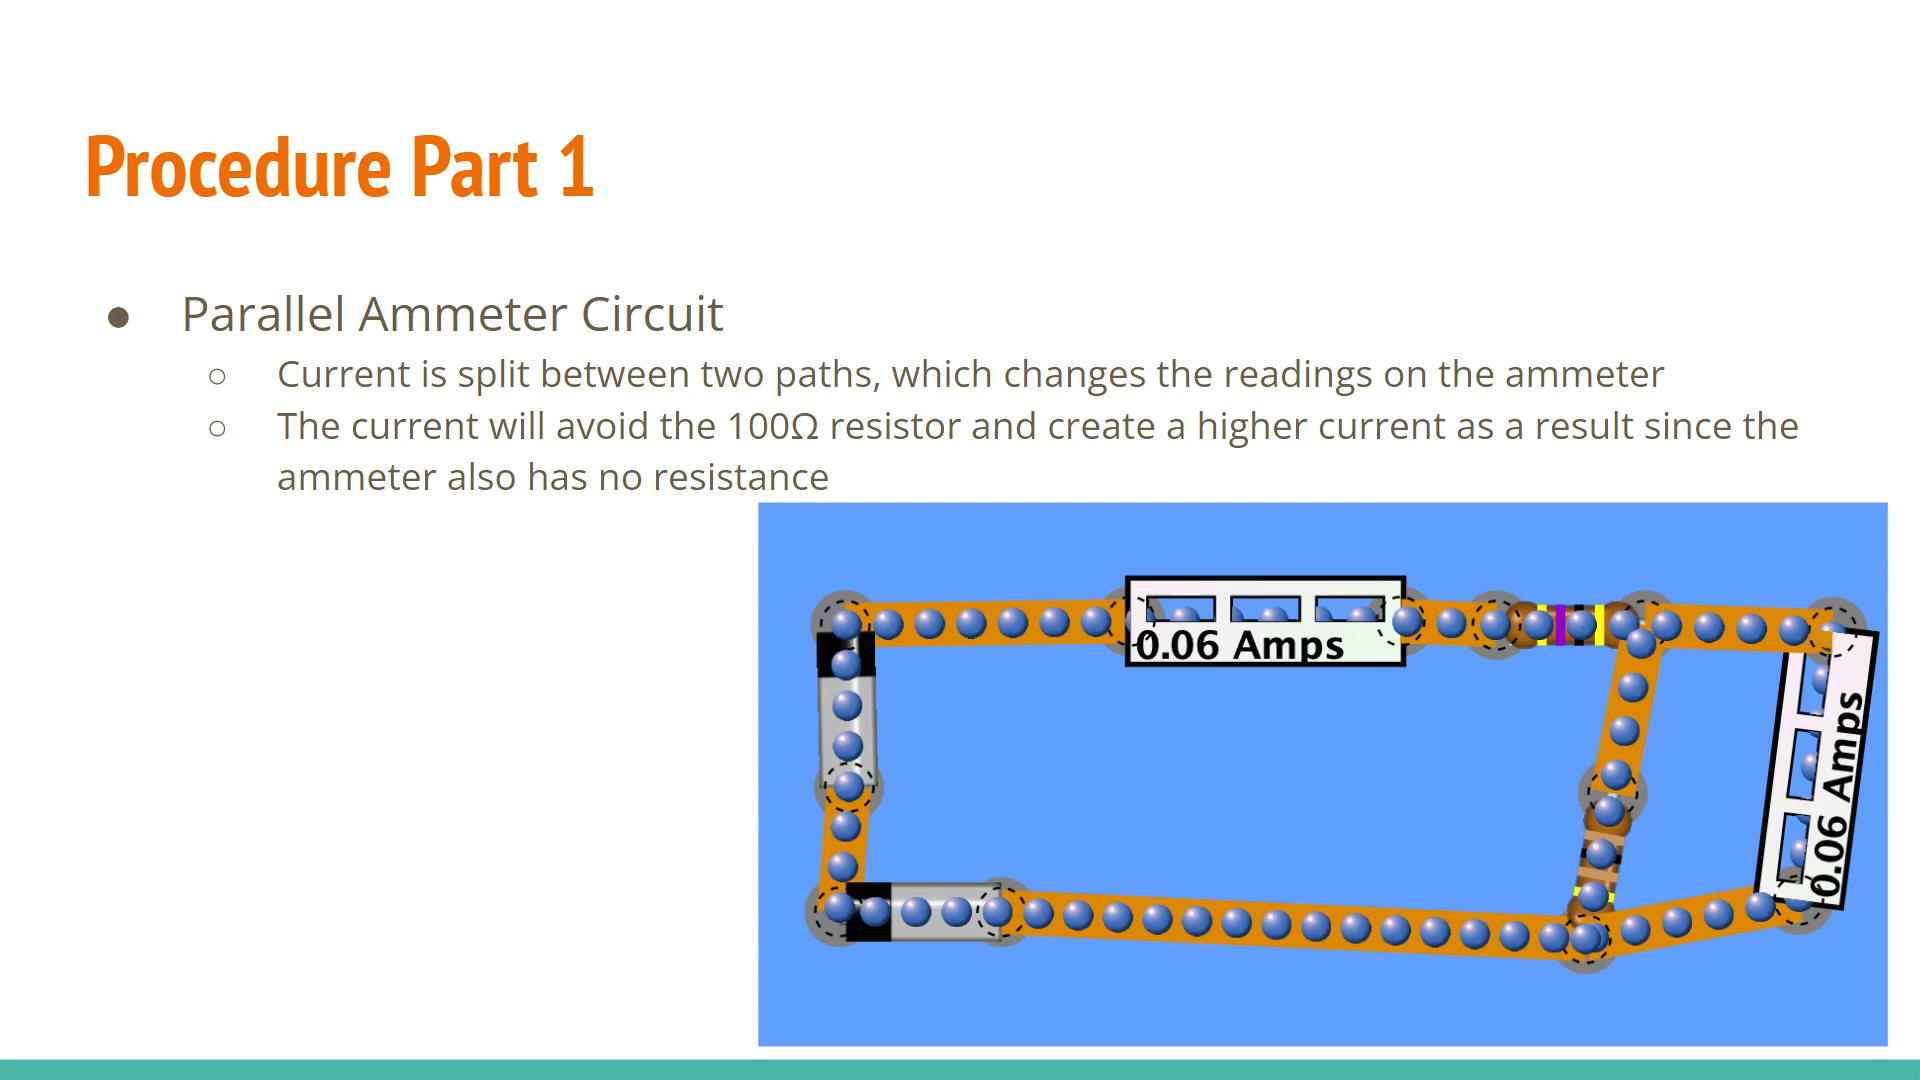 Procedure Part 1
● Parallel Ammeter Circuit
○ Current is split between two paths, which changes the readings on the ammeter
○ The current will avoid the 100Ω resistor and create a higher current as a result since the
ammeter also has no resistance
0.06 Amps
0.06 Amps